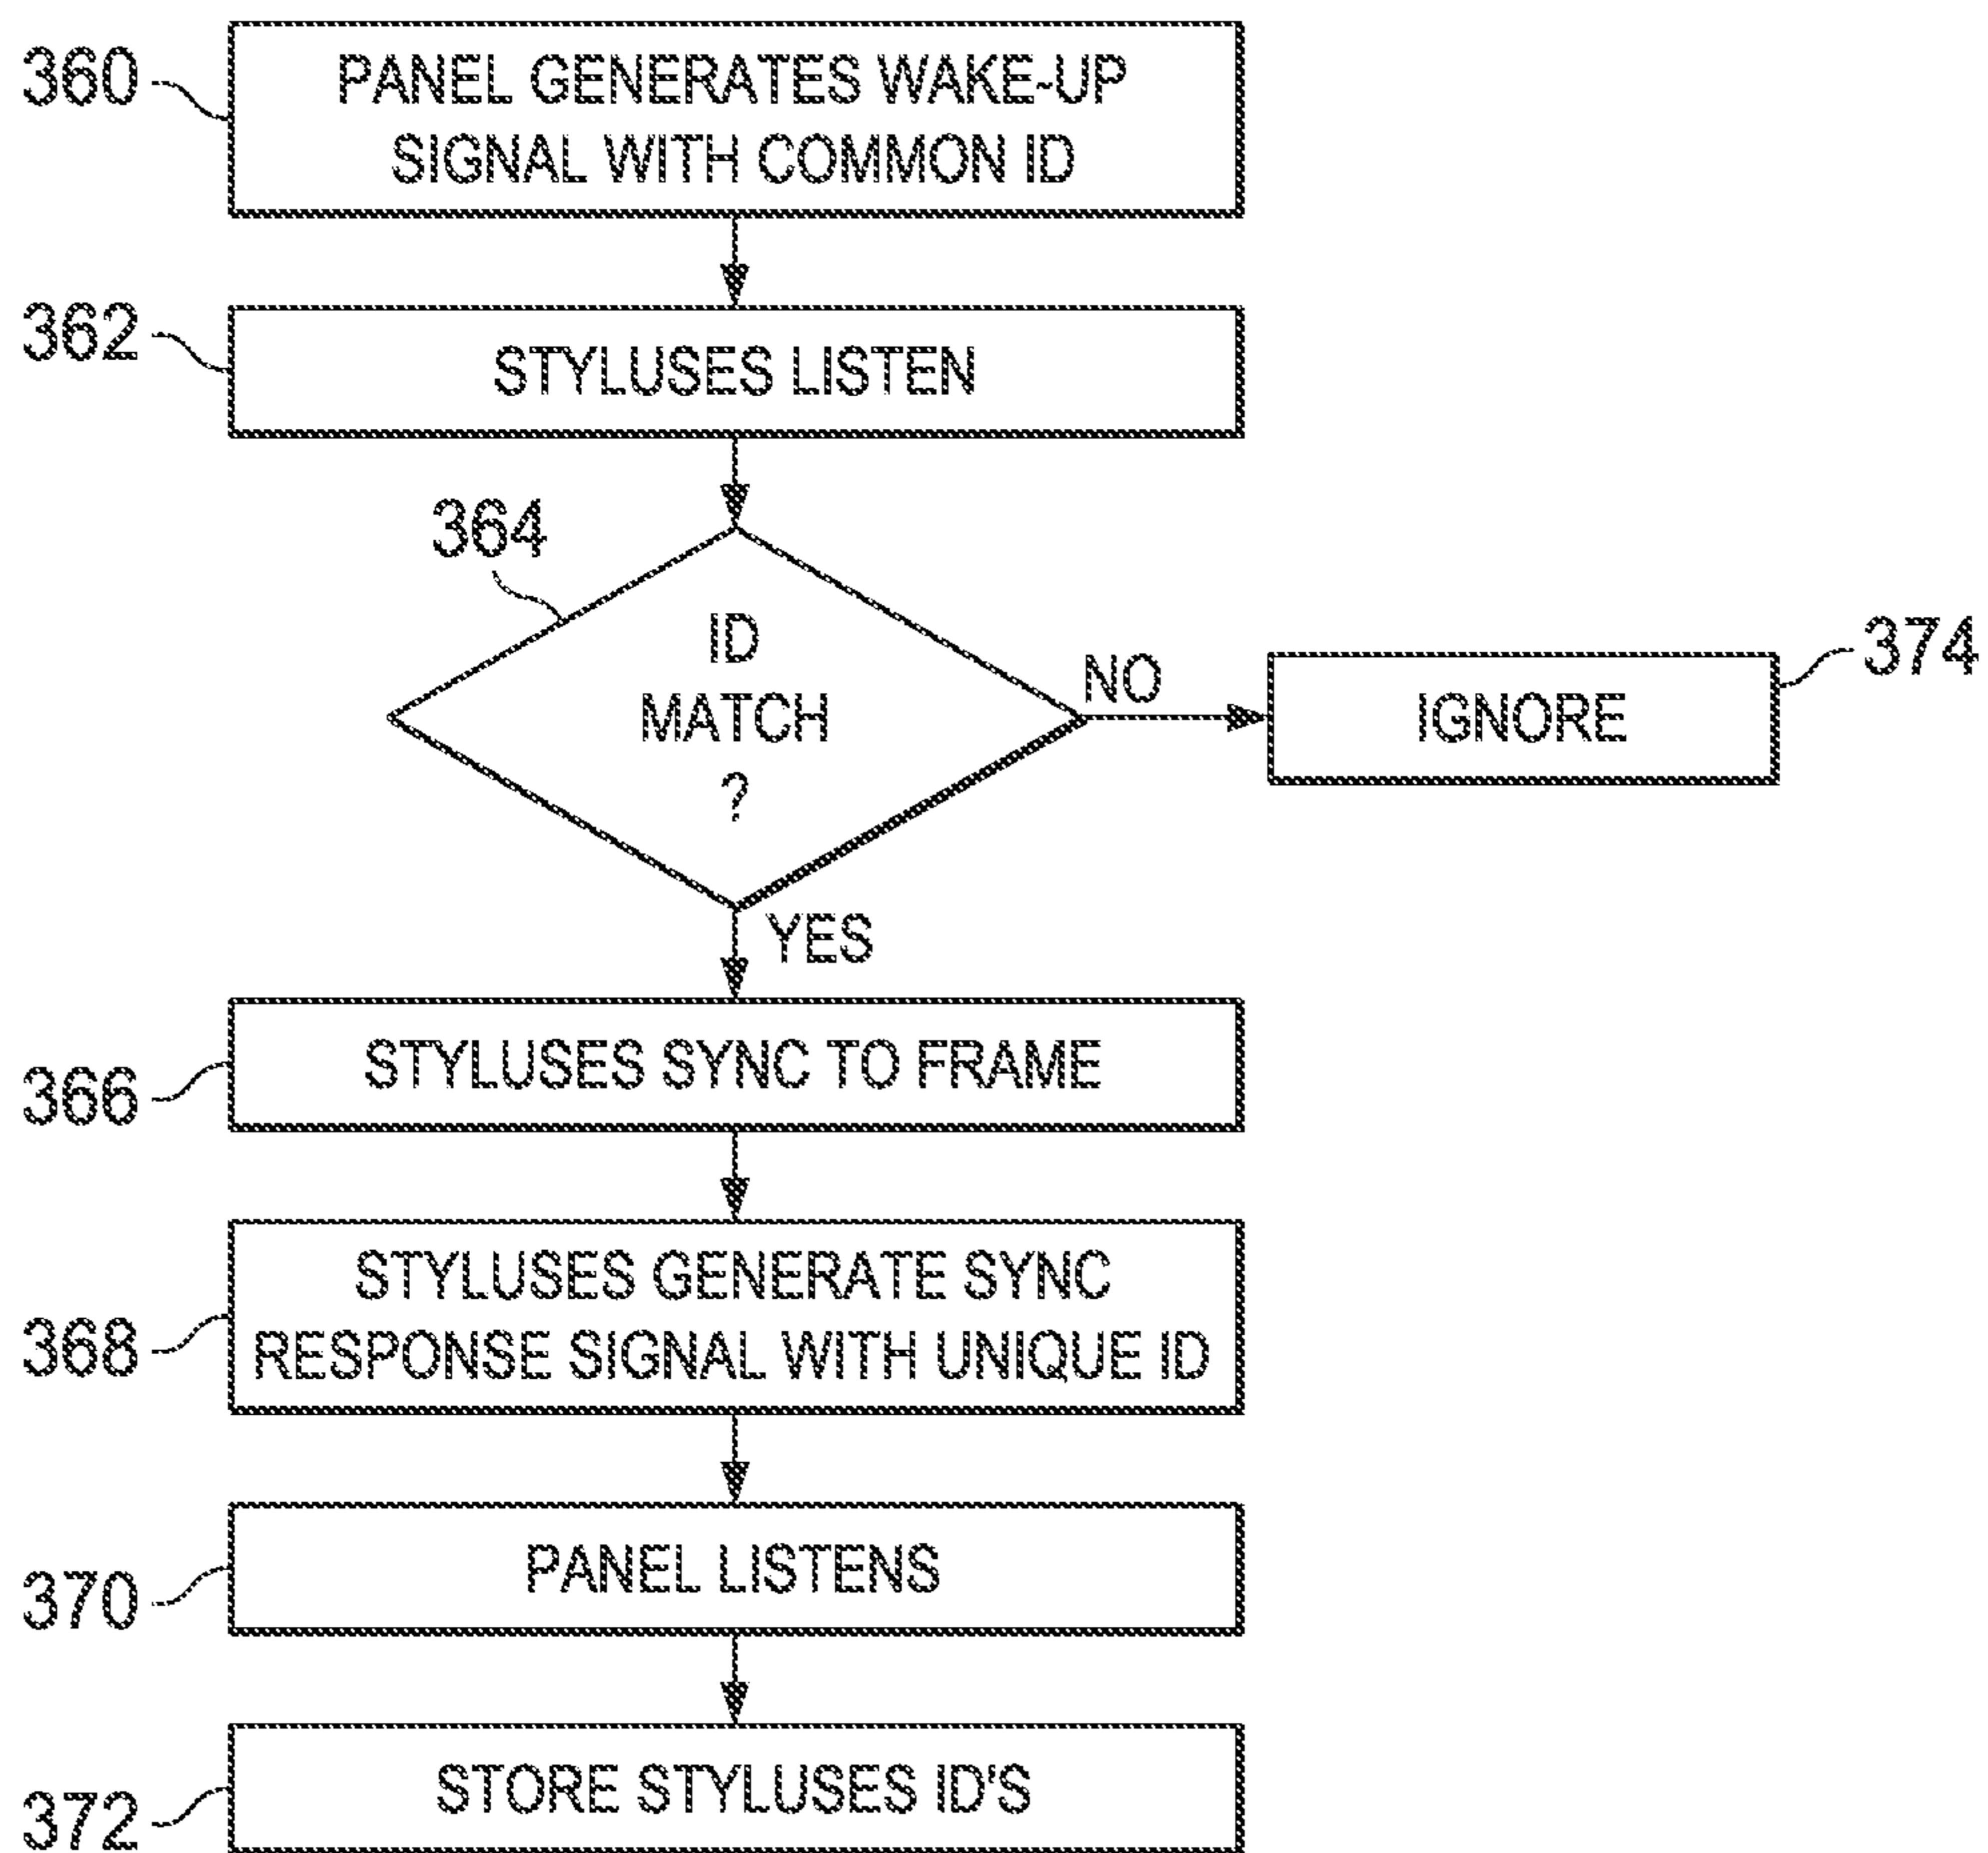 360
PANEL GENERATES WAKE-UP
SIGNAL WITH COMMON ID
362
STYLUSES LISTEN
364
ID
MATCH
?
NO
IGNORE
374
YES
STYLUSES SYNC TO FRAME
366
STYLUSES GENERATE SYNC
RESPONSE SIGNAL WITH UNIQUE ID
368
PANEL LISTENS
370
STORE STYLUSES ID'S
372